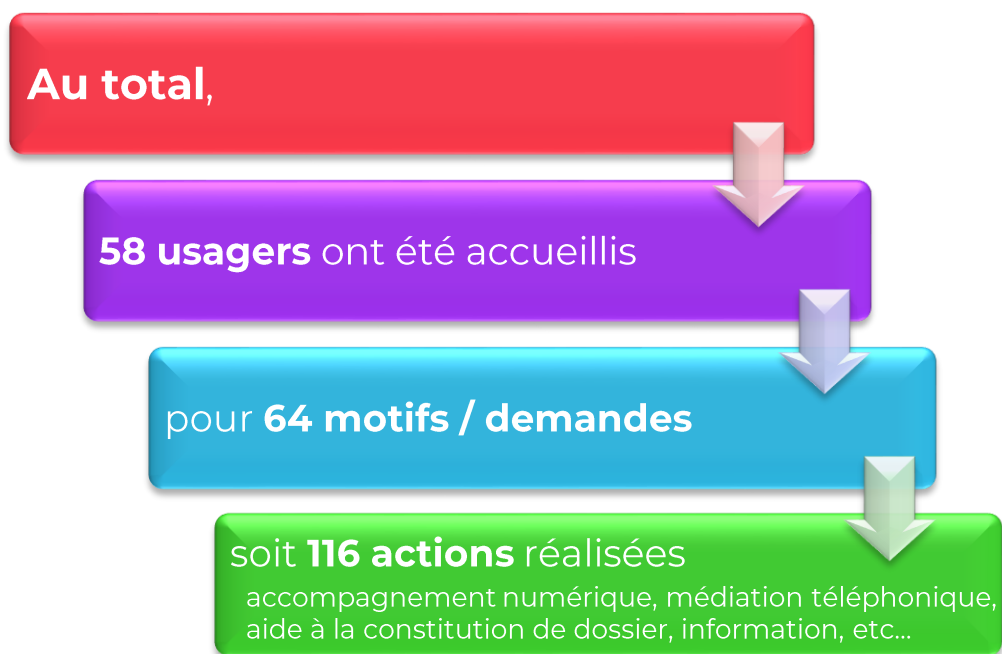 Au total,
58 usagers ont été accueillis
pour 64 motifs / demandes
soit 116 actions réalisées
accompagnement numérique, médiation téléphonique,
aide à la constitution de dossier, information, etc...